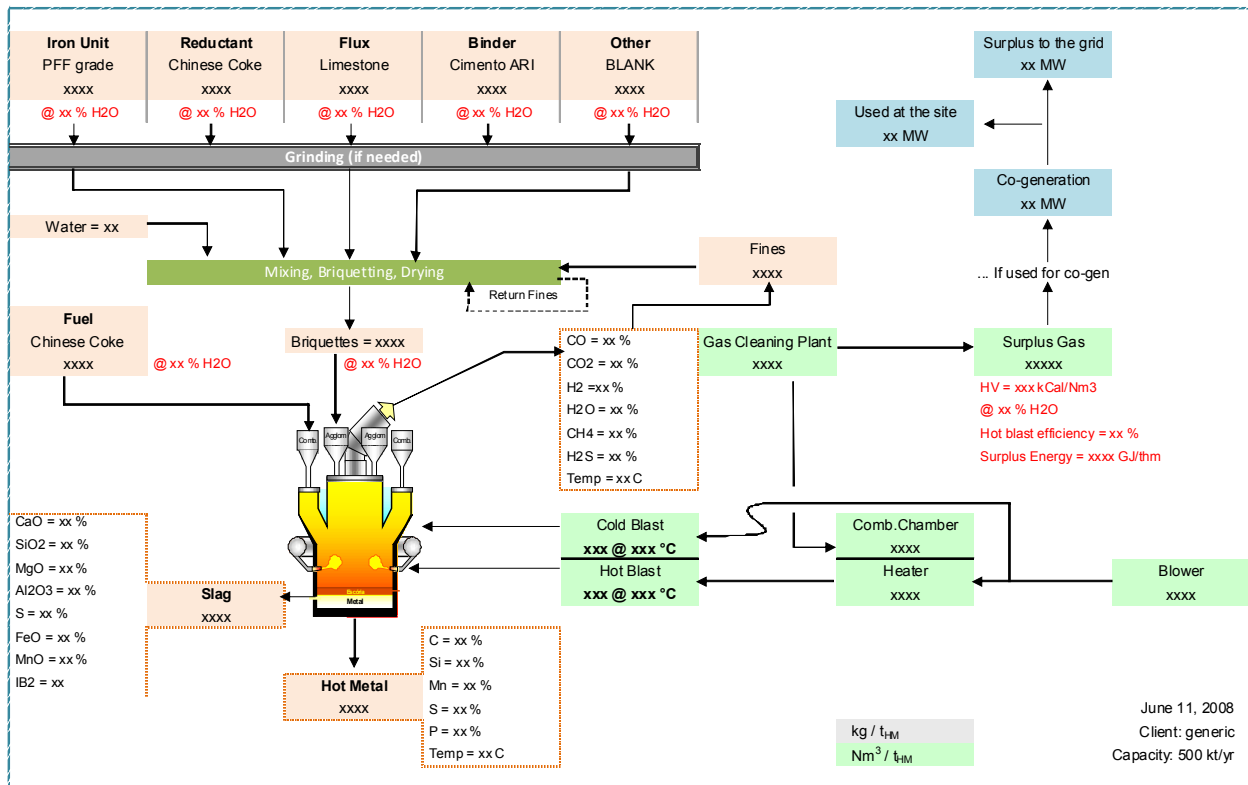 Iron Unit
PFF grade
xxxx
@ xx % H2O
Reductant
Chinese Coke
xxxx
@ xx % H2O
Flux
Limestone
xxxx
@ xx % H2O
Binder
Cimento ARI
xxxx
@ xx % H2O
Other
BLANK
xxxx
@ xx % H2O
Surplus to the grid
xx MW
Used at the site
xx MW
Grinding (if needed)
Co-generation
xx MW
Water = xx
Mixing, Briquetting, Drying
Fines
xxxx
Return Fines
... If used for co-gen
Fuel
Chinese Coke
xxxx
@ xx % H2O
Briquettes = xxxx
@ xx % H2O
CO = xx %
CO2 = xx %
H2 =xx %
H2O = xx %
CH4 = xx %
H2S = xx %
Temp = xx C
Gas Cleaning Plant
xxxx
Surplus Gas
xxxxx
HV = xxx kCal/Nm3
@ xx % H2O
Hot blast efficiency = xx %
Surplus Energy = xxxx GJ/thm
Comb.
Agglom
Agglom
Comb.
Cold Blast
xxx @ xxx °C
Hot Blast
xxx @ xxx °C
Comb.Chamber
xxxx
Heater
xxxx
Blower
xxxx
CaO = xx %
SiO2 = xx %
MgO = xx %
Al2O3 = xx %
S = xx %
FeO = xx %
MnO = xx %
IB2 = xx
Slag
xxxx
Escória
Metal
Hot Metal
xxxx
C = xx %
Si = xx %
Mn = xx %
S = xx %
P = xx %
Temp = xx C
kg / tHM
Nm3 / tHM
June 11, 2008
Client: generic
Capacity: 500 kt/yr